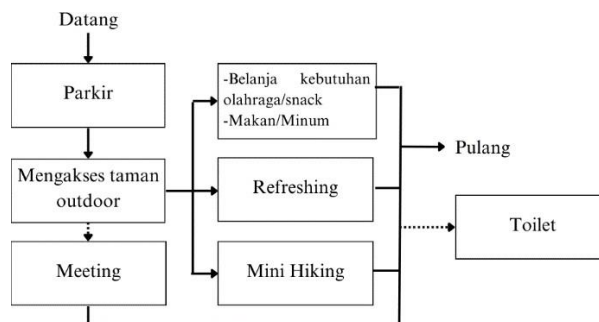 Datang
Parkir
Mengakses taman
outdoor
Meeting
-Belanja kebutuhan
olahraga/snack
-Makan/Minum
Refreshing
Mini Hiking
Pulang
Toilet